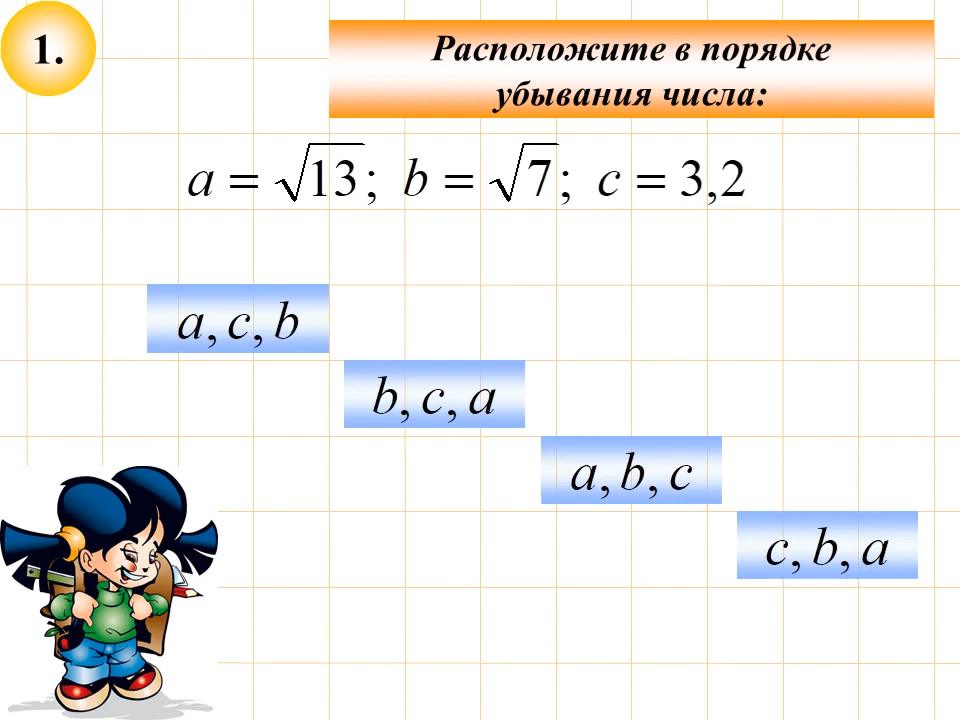 1.
Расположите в порядке
убывания числа:
a = √13; b = √7; c = 3,2
a, c, b
b, c, a
a, b, c
c, b, a